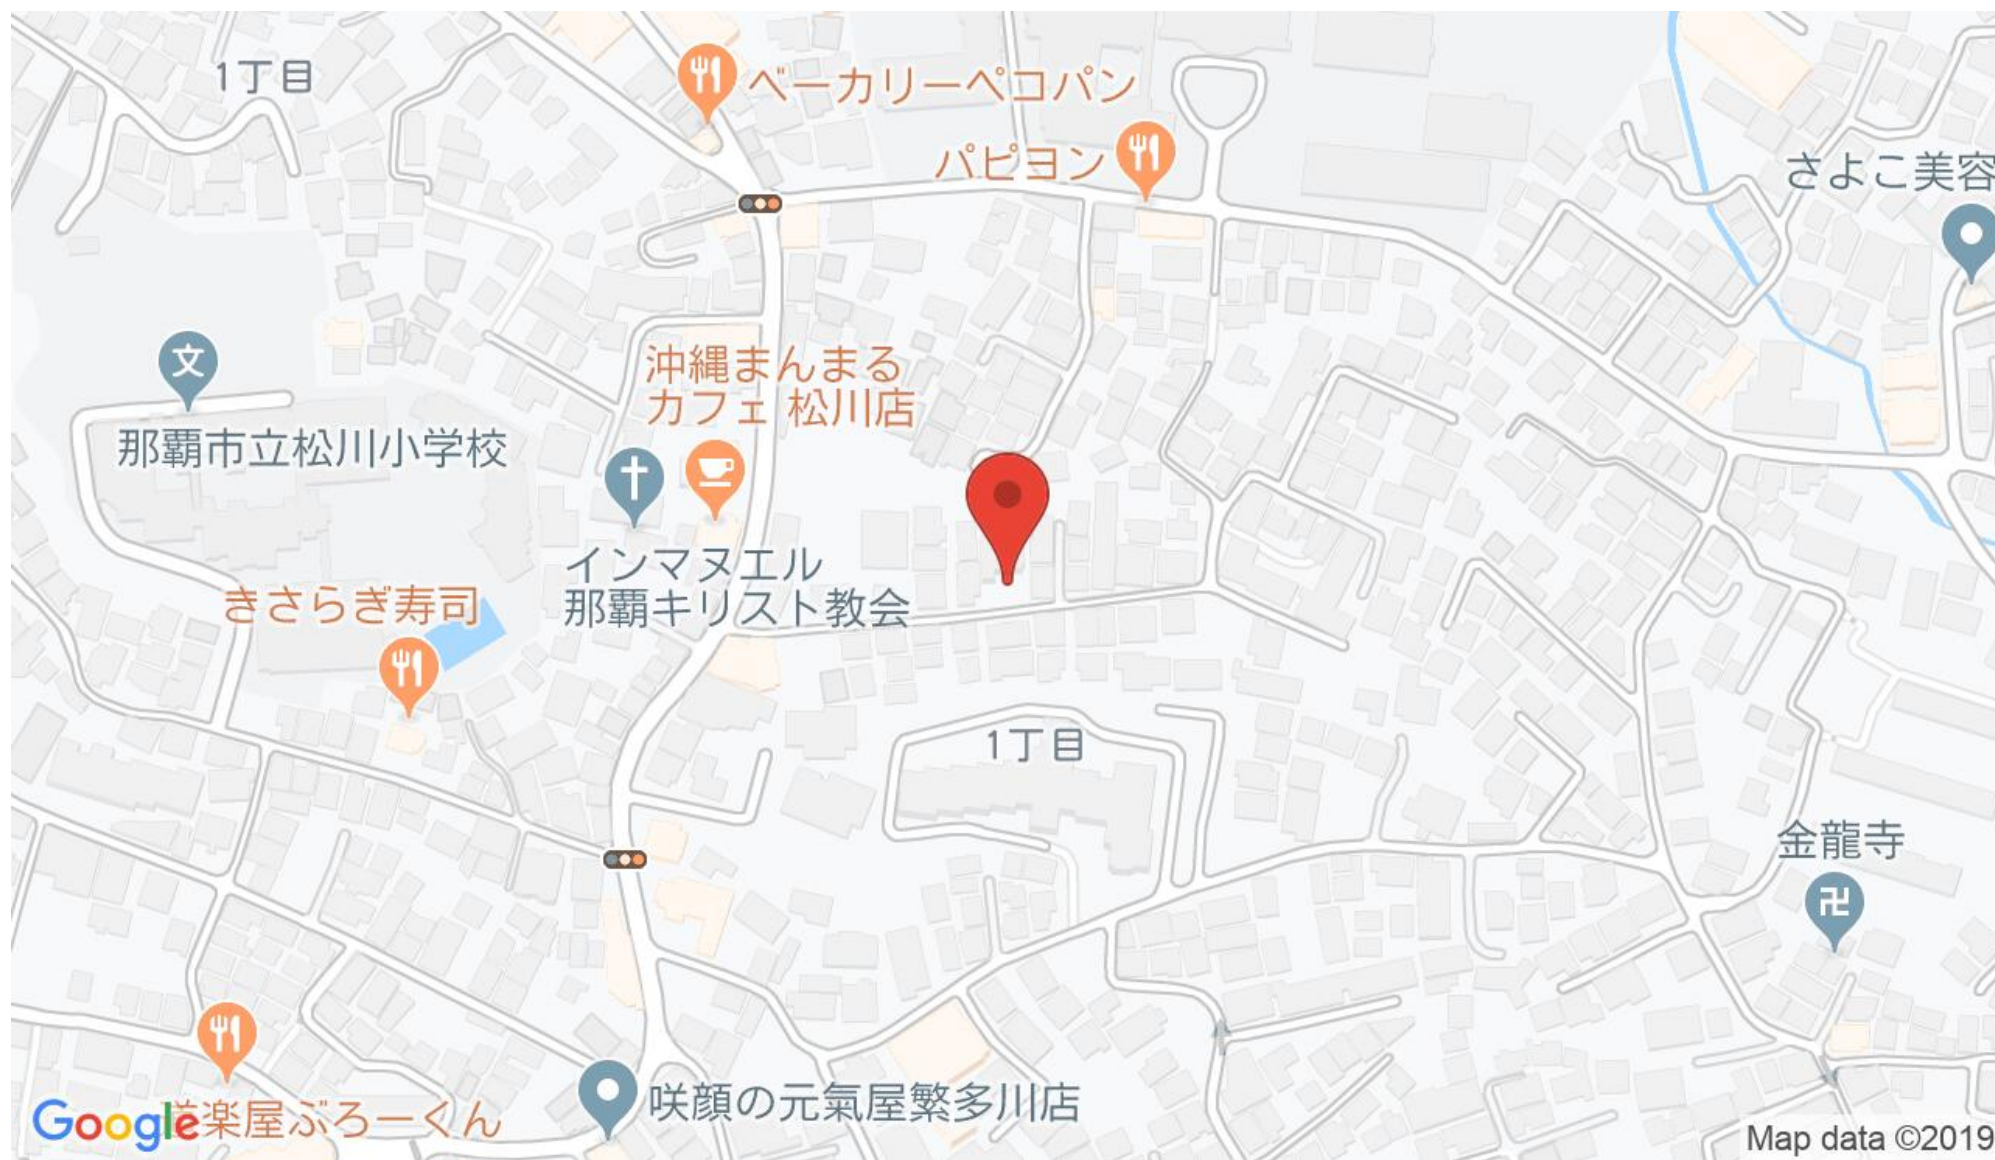 1丁目
ベーカリーペコパン
パピヨン
さよこ美容
沖縄まんまる
カフェ 松川店
文
那覇市立松川小学校
インマヌエル
那覇キリスト教会
きさらぎ寿司
1丁目
金龍寺
卍
咲顔の元氣屋繁多川店
楽屋ぶろーくん
Google
Map data ©2019